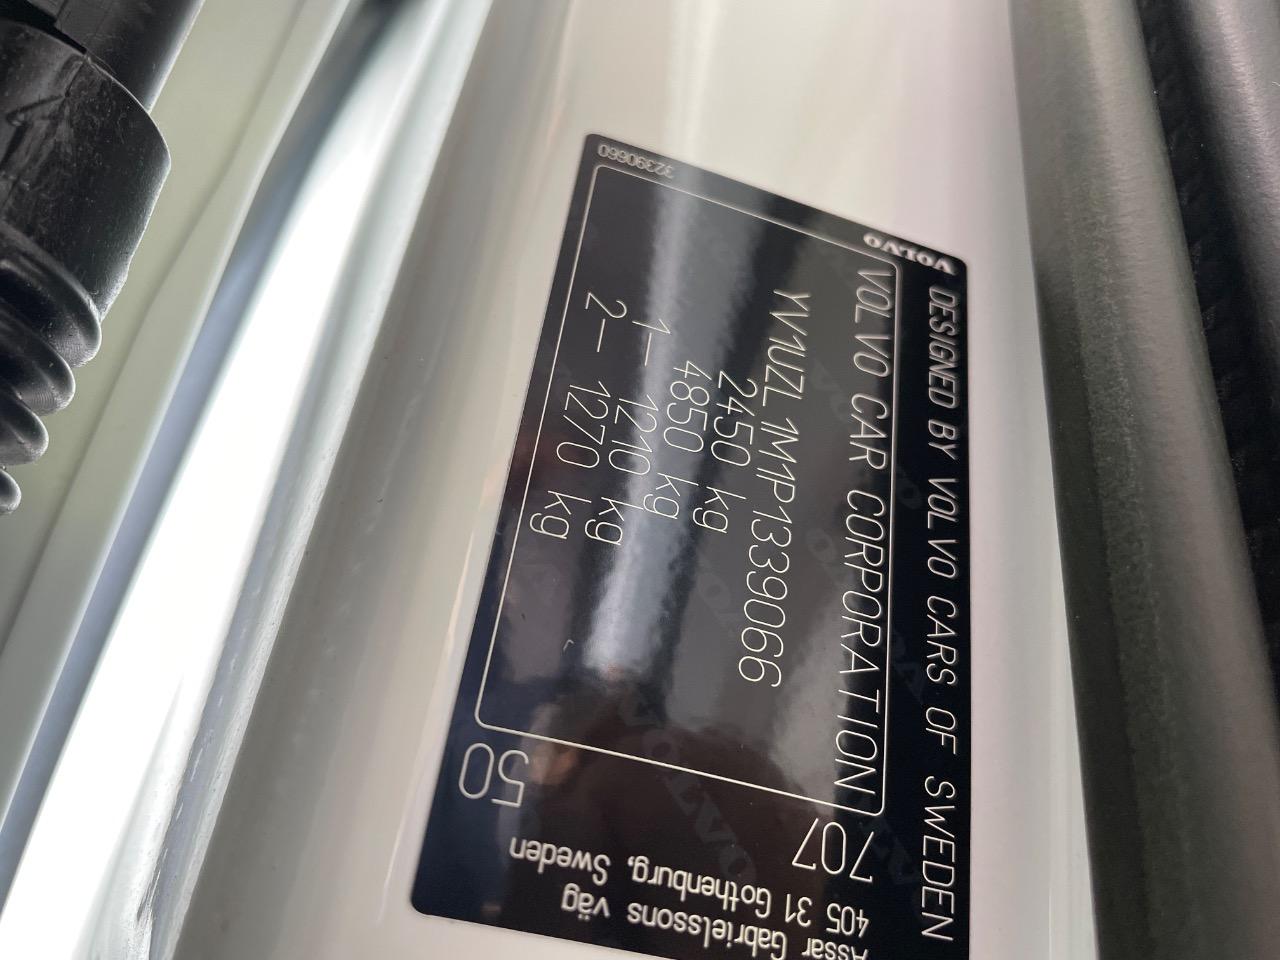 DESIGNED BY VOLVO CARS OF SWEDEN
VOLVO
VOLVO CAR CORPORATION
YV1UZL1M1P1339066
2450 kg
4850 kg
1– 1210 kg
2– 1270 kg
32390660
707
50
Assar Gabrielssons väg
405 31 Gothenburg, Sweden